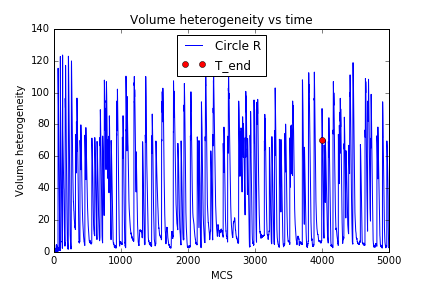 Volume heterogeneity vs time
Circle R
T_end
Volume heterogeneity
140
120
100
80
60
40
20
0
0 1000 2000 3000 4000 5000
MCS